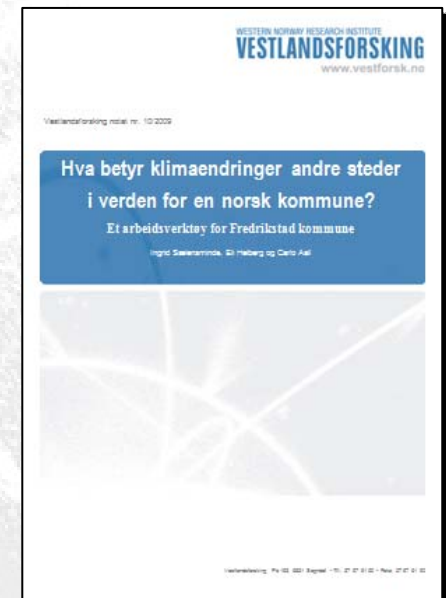 WESTERN NORWAY RESEARCH INSTITUTE
VESTLANDSFORSKING
www.vestforsk.no
Vestlandsforsking notat nr. 10/2009
Hva betyr klimaendringer andre steder
i verden for en norsk kommune?
Et arbeidsverktøy for Fredrikstad kommune
Ingrid Sælensminde, Eli Heiberg og Carlo Aall
Vestlandsforsking